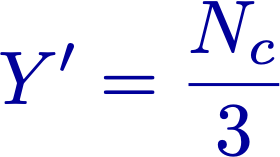 Y′ = N_c / 3